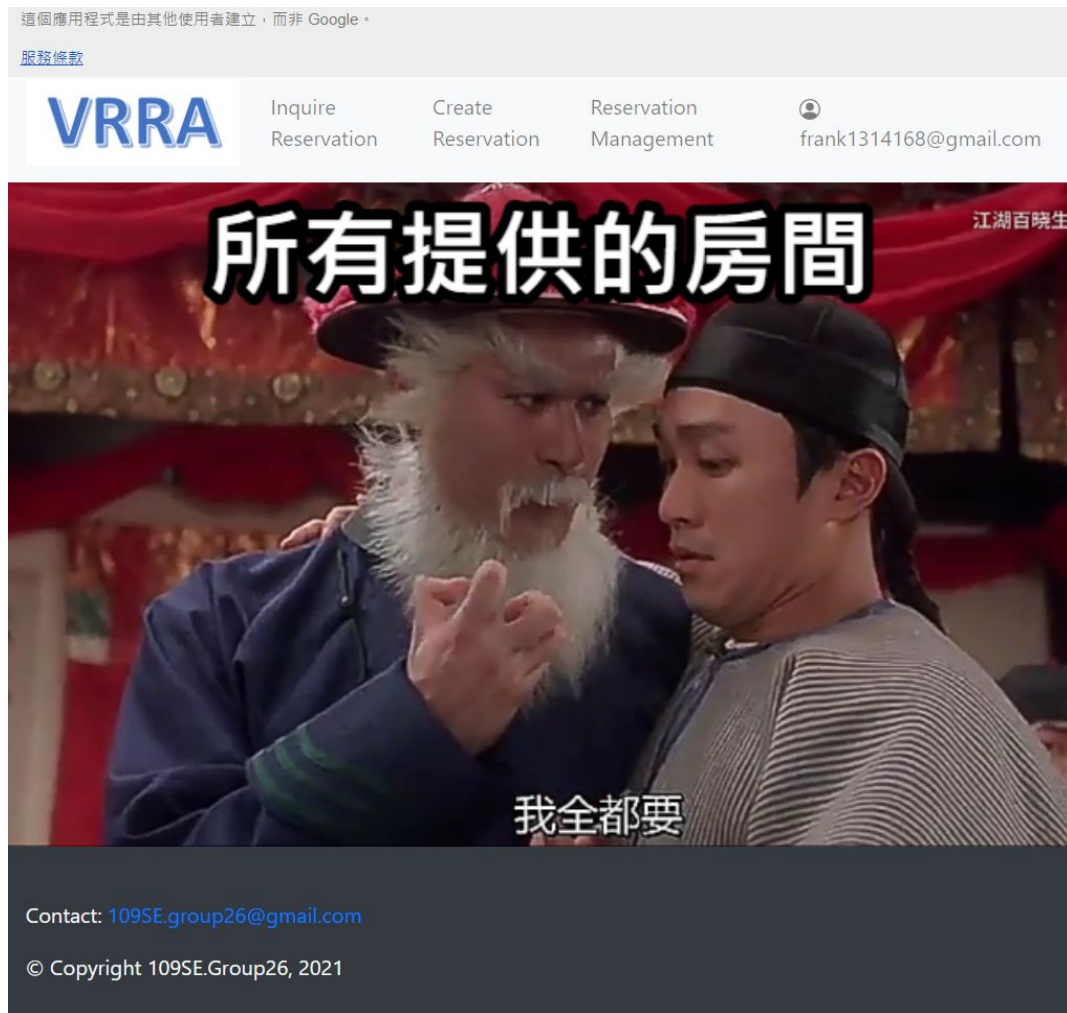 這個應用程式是由其他使用者建立，而非 Google。
服務條款
VRRA
Inquire
Reservation
Create
Reservation
Reservation
Management
frank1314168@gmail.com
所有提供的房間
江湖百晓生
我全都要
Contact: 109SE.group26@gmail.com
© Copyright 109SE.Group26, 2021